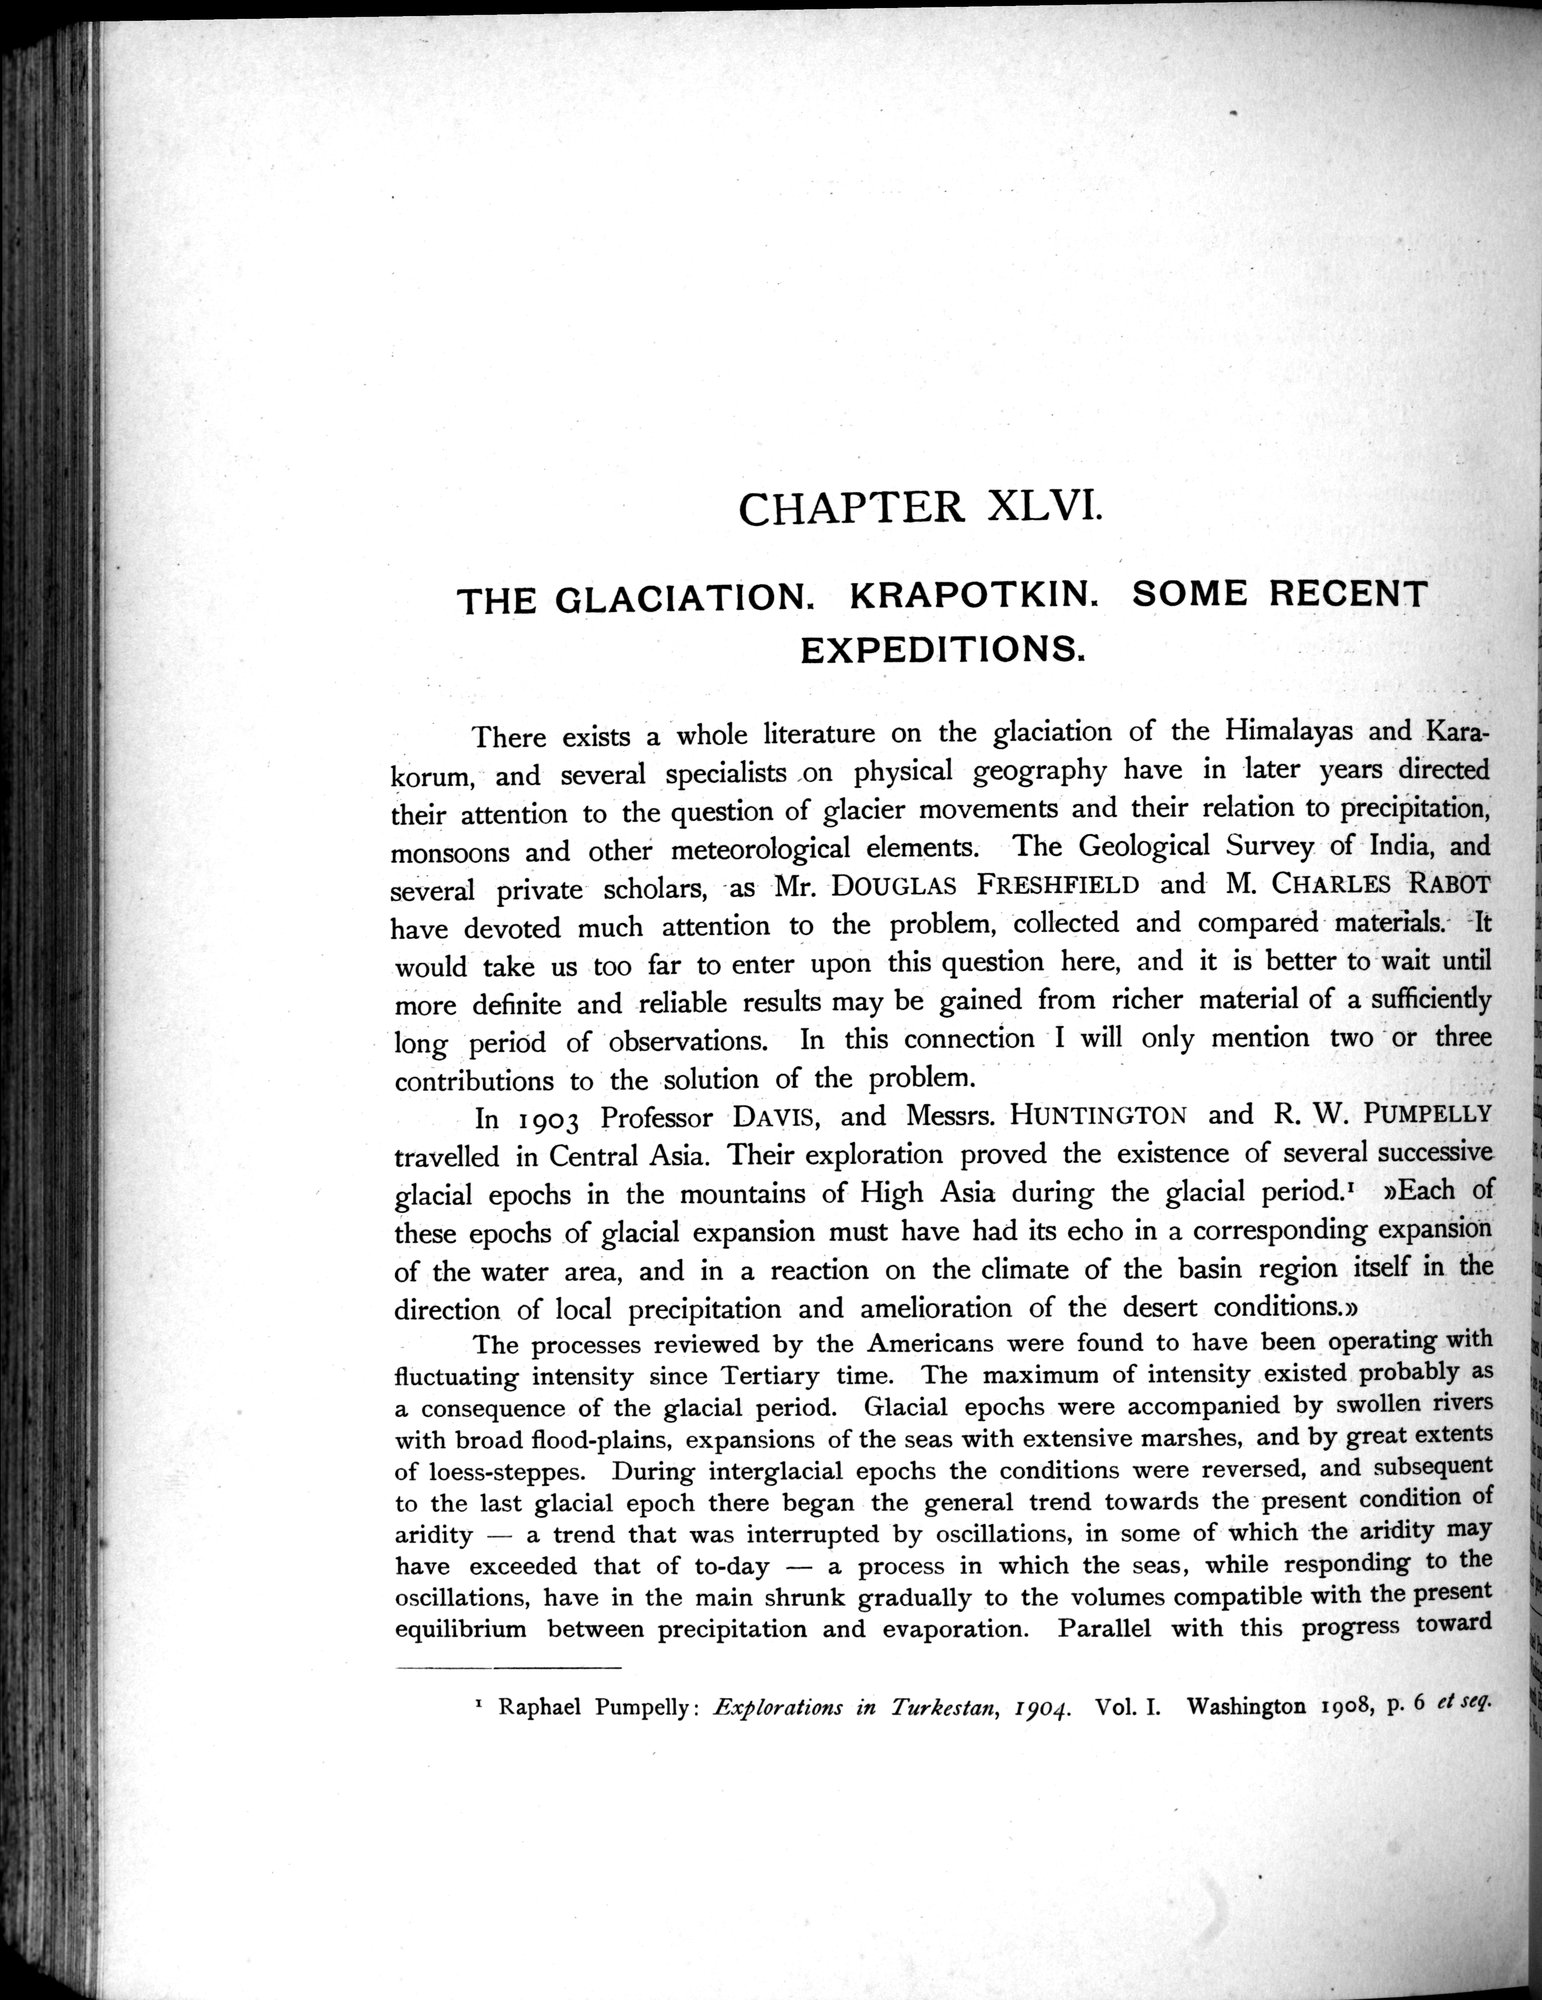 CHAPTER XLVI.
THE GLACIATION. KRAPOTKIN. SOME RECENT
EXPEDITIONS.
There exists a whole literature on the glaciation of the Himalayas and Kara-
korum, and several specialists on physical geography have in later years directed
their attention to the question of glacier movements and their relation to precipitation,
monsoons and other meteorological elements. The Geological Survey of India, and
several private scholars, as Mr. DOUGLAS FRESHFIELD and M. CHARLES RABOT
have devoted much attention to the problem, collected and compared materials. It
would take us too far to enter upon this question here, and it is better to wait until
more definite and reliable results may be gained from richer material of a sufficiently
long period of observations. In this connection I will only mention two or three
contributions to the solution of the problem.
In 1903 Professor DAVIS, and Messrs. HUNTINGTON and R. W. PUMPELLY
travelled in Central Asia. Their exploration proved the existence of several successive
glacial epochs in the mountains of High Asia during the glacial period.¹ »Each of
these epochs of glacial expansion must have had its echo in a corresponding expansion
of the water area, and in a reaction on the climate of the basin region itself in the
direction of local precipitation and amelioration of the desert conditions.»
The processes reviewed by the Americans were found to have been operating with
fluctuating intensity since Tertiary time. The maximum of intensity existed probably as
a consequence of the glacial period. Glacial epochs were accompanied by swollen rivers
with broad flood-plains, expansions of the seas with extensive marshes, and by great extents
of loess-steppes. During interglacial epochs the conditions were reversed, and subsequent
to the last glacial epoch there began the general trend towards the present condition of
aridity — a trend that was interrupted by oscillations, in some of which the aridity may
have exceeded that of to-day — a process in which the seas, while responding to the
oscillations, have in the main shrunk gradually to the volumes compatible with the present
equilibrium between precipitation and evaporation. Parallel with this progress toward
¹ Raphael Pumpelly: Explorations in Turkestan, 1904. Vol. I. Washington 1908, p. 6 et seq.